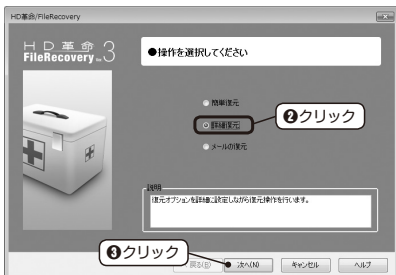 HD革命/FileRecovery
HD革命
FileRecovery Ver. 3
●操作を選択してください
簡単復元
詳細復元
❷クリック
メールの復元
説明
復元オプションを詳細に設定しながら復元操作を行います。
❸クリック
戻る(B)
次へ(N)
キャンセル
ヘルプ